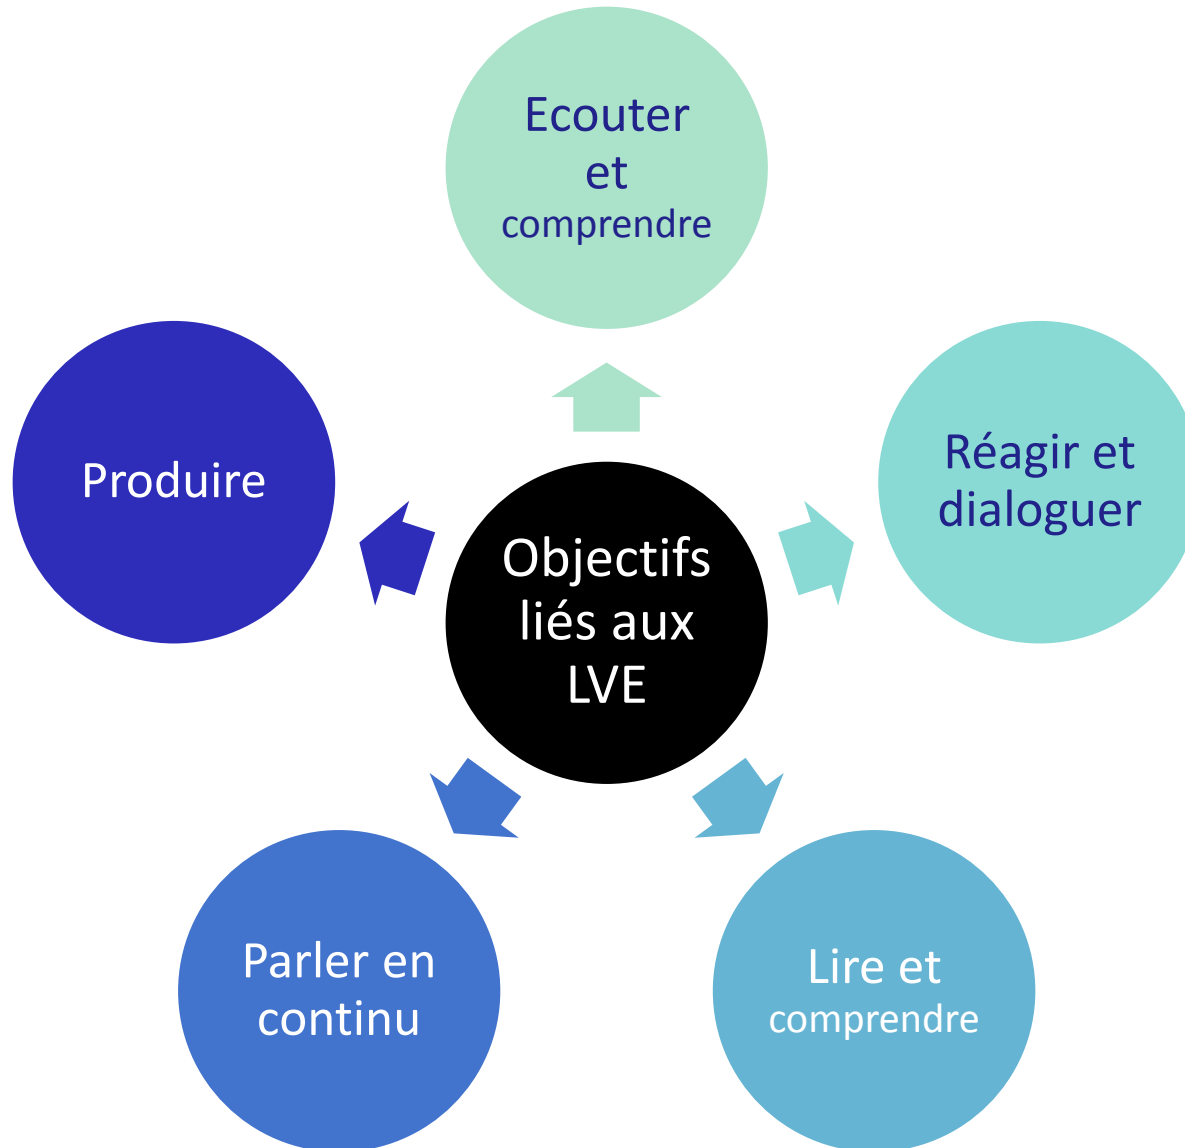 Ecouter
et
comprendre
Réagir et
dialoguer
Lire et
comprendre
Parler en
continu
Produire
Objectifs
liés aux
LVE